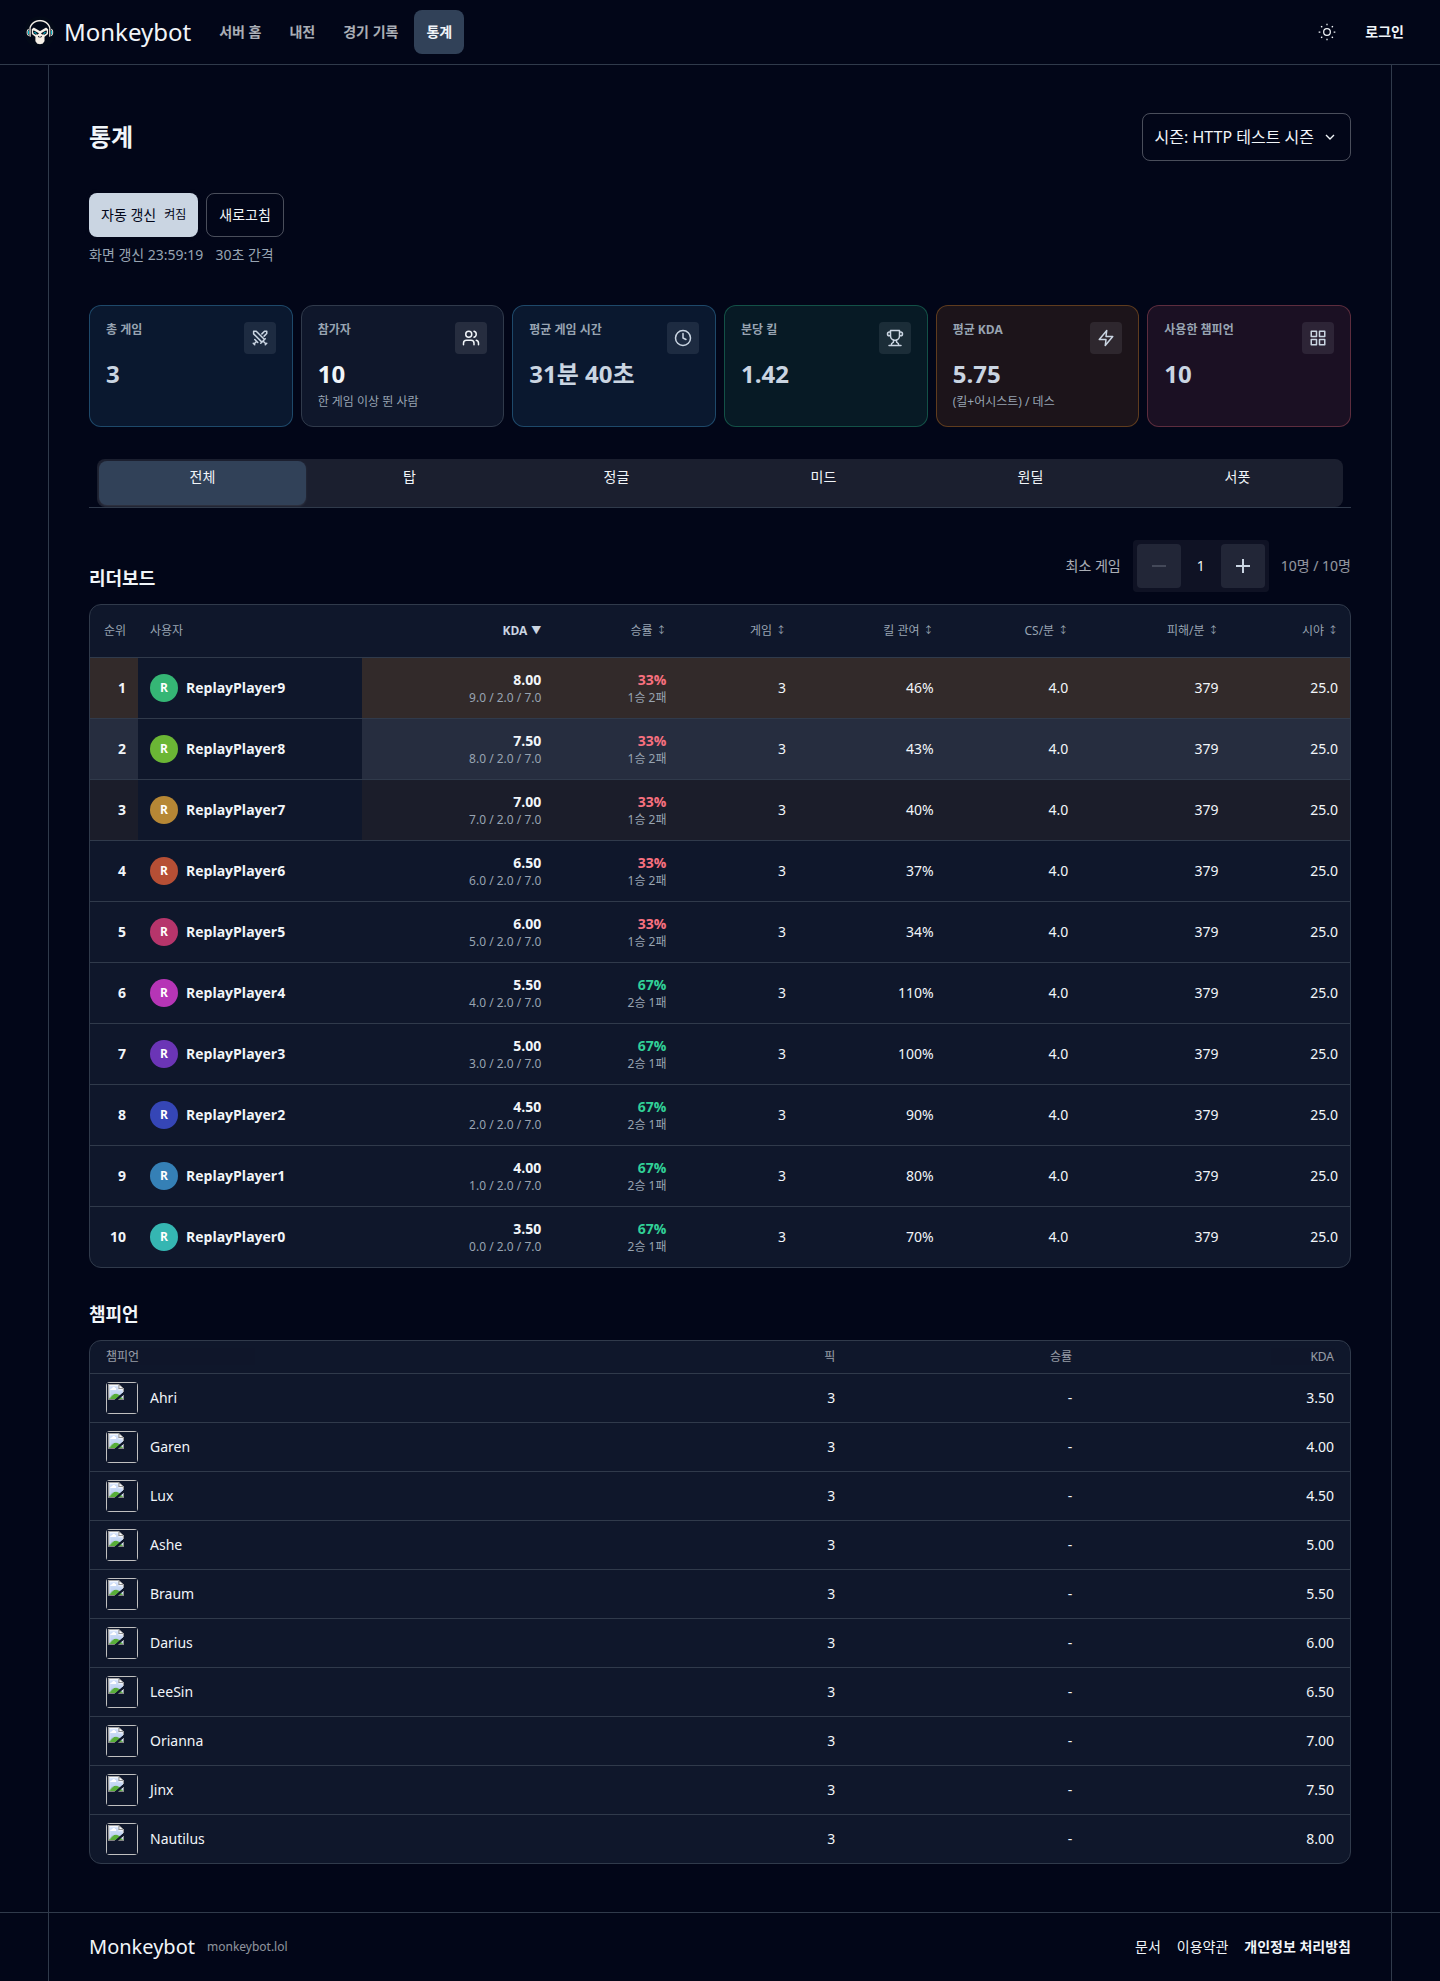 Monkeybot 서버 홈 내전 경기 기록 통계 로그인
통계 시즌: HTTP 테스트 시즌
자동 갱신 켜짐 새로고침
화면 갱신 23:59:19 30초 간격
총 게임 참가자 평균 게임 시간 분당 킬 평균 KDA 사용한 챔피언
3 10 31분 40초 1.42 5.75 10
한 게임 이상 뛴 사람 (킬+어시스트) / 데스
전체 탑 정글 미드 원딜 서폿
리더보드 최소 게임 − 1 + 10명 / 10명
순위 사용자 KDA ▼ 승률 ↕ 게임 ↕ 킬 관여 ↕ CS/분 ↕ 피해/분 ↕ 시야 ↕
1 R ReplayPlayer9 8.00 33% 3 46% 4.0 379 25.0
9.0 / 2.0 / 7.0 1승 2패
2 R ReplayPlayer8 7.50 33% 3 43% 4.0 379 25.0
8.0 / 2.0 / 7.0 1승 2패
3 R ReplayPlayer7 7.00 33% 3 40% 4.0 379 25.0
7.0 / 2.0 / 7.0 1승 2패
4 R ReplayPlayer6 6.50 33% 3 37% 4.0 379 25.0
6.0 / 2.0 / 7.0 1승 2패
5 R ReplayPlayer5 6.00 33% 3 34% 4.0 379 25.0
5.0 / 2.0 / 7.0 1승 2패
6 R ReplayPlayer4 5.50 67% 3 110% 4.0 379 25.0
4.0 / 2.0 / 7.0 2승 1패
7 R ReplayPlayer3 5.00 67% 3 100% 4.0 379 25.0
3.0 / 2.0 / 7.0 2승 1패
8 R ReplayPlayer2 4.50 67% 3 90% 4.0 379 25.0
2.0 / 2.0 / 7.0 2승 1패
9 R ReplayPlayer1 4.00 67% 3 80% 4.0 379 25.0
1.0 / 2.0 / 7.0 2승 1패
10 R ReplayPlayer0 3.50 67% 3 70% 4.0 379 25.0
0.0 / 2.0 / 7.0 2승 1패
챔피언
챔피언 픽 승률 KDA
Ahri 3 - 3.50
Garen 3 - 4.00
Lux 3 - 4.50
Ashe 3 - 5.00
Braum 3 - 5.50
Darius 3 - 6.00
LeeSin 3 - 6.50
Orianna 3 - 7.00
Jinx 3 - 7.50
Nautilus 3 - 8.00
Monkeybot monkeybot.lol 문서 이용약관 개인정보 처리방침